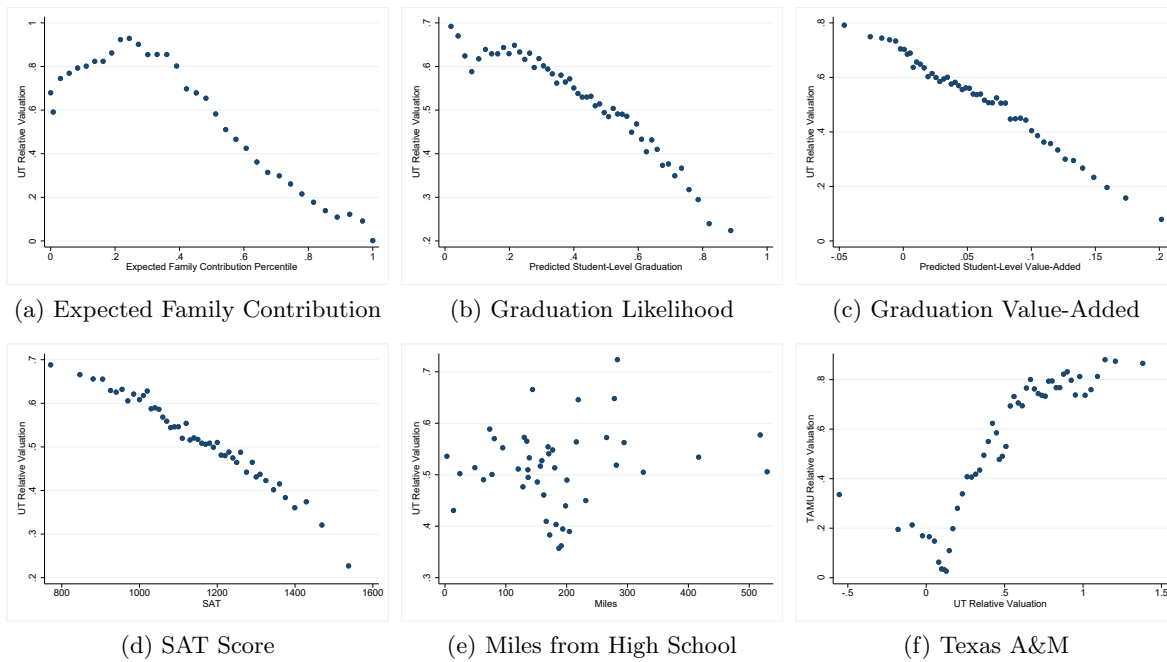 UT Relative Valuation
1
.8
.6
.4
.2
0
0 .2 .4 .6 .8 1
Expected Family Contribution Percentile
(a) Expected Family Contribution
UT Relative Valuation
.7
.6
.5
.4
.3
.2
0 .2 .4 .6 .8 1
Predicted Student-Level Graduation
(b) Graduation Likelihood
UT Relative Valuation
.8
.6
.4
.2
0
-.05 0 .05 .1 .15 .2
Predicted Student-Level Value-Added
(c) Graduation Value-Added
UT Relative Valuation
.7
.6
.5
.4
.3
.2
800 1000 1200 1400 1600
SAT
(d) SAT Score
UT Relative Valuation
.7
.6
.5
.4
.3
0 100 200 300 400 500
Miles
(e) Miles from High School
TAMU Relative Valuation
.8
.6
.4
.2
0
-.5 0 .5 1 1.5
UT Relative Valuation
(f) Texas A&M